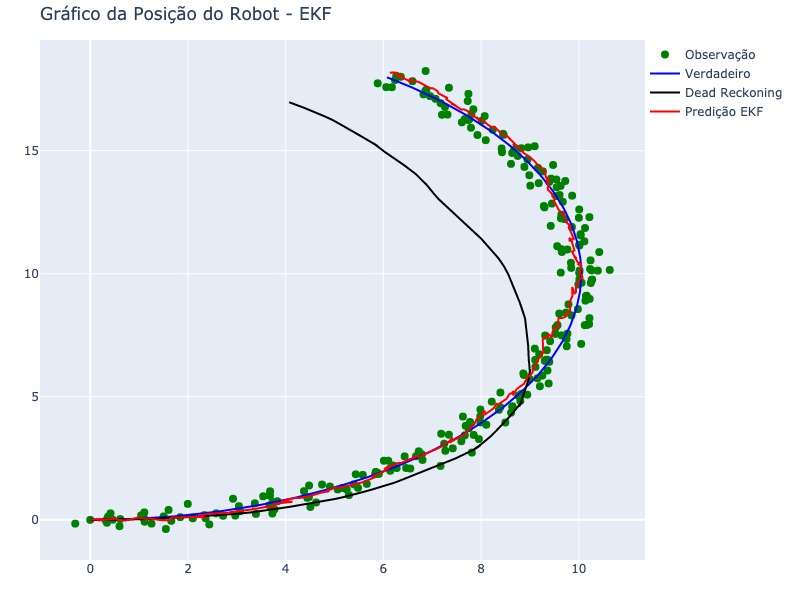 Gráfico da Posição do Robot - EKF
Observação
Verdadeiro
Dead Reckoning
Predição EKF
15
10
5
0
0 2 4 6 8 10